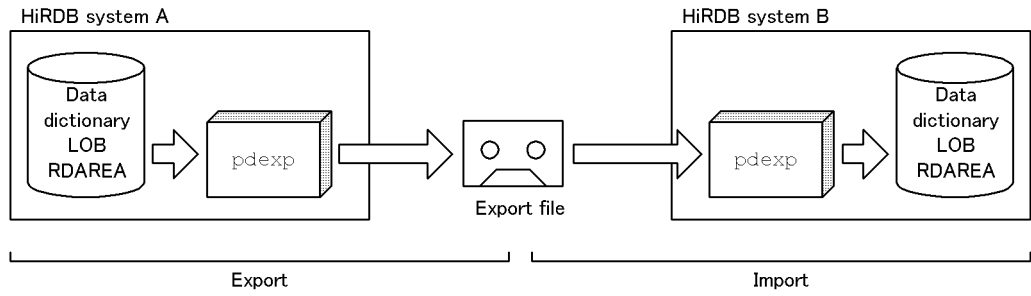 HiRDB system A
HiRDB system B
Data
dictionary
LOB
RDAREA
pdexp
Export file
pdexp
Data
dictionary
LOB
RDAREA
Export
Import